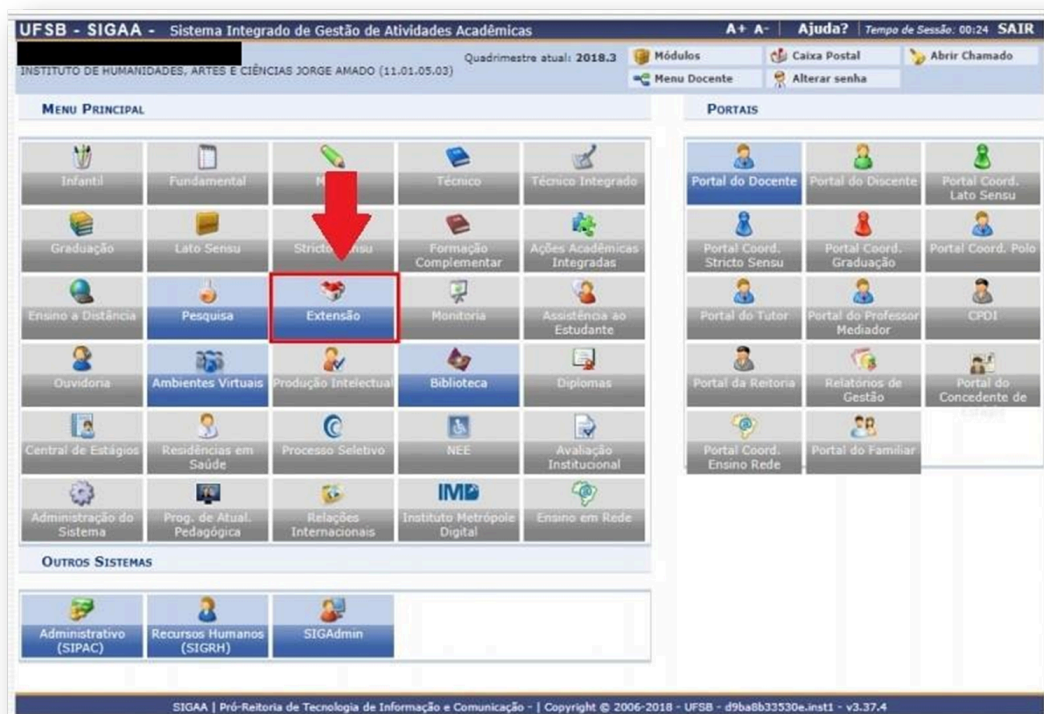 UFSB - SIGAA - Sistema Integrado de Gestão de Atividades Acadêmicas
A+ A- | Ajuda? | Tempo de Sessão: 00:24 SAIR
INSTITUTO DE HUMANIDADES, ARTES E CIÊNCIAS JORGE AMADO (11.01.05.03)
Quadrimestre atual: 2018.3
Módulos
Caixa Postal
Abrir Chamado
Menu Docente
Alterar senha
MENU PRINCIPAL
Infantil
Fundamental
Técnico
Técnico Integrado
Graduação
Lato Sensu
Stricto Sensu
Formação
Complementar
Ações Acadêmicas
Integradas
Ensino a Distância
Pesquisa
Extensão
Monitoria
Assistência ao
Estudante
Ouvidoria
Ambientes Virtuais
Produção Intelectual
Biblioteca
Diplomas
Central de Estágios
Residências em
Saúde
Processo Seletivo
NEE
Avaliação
Institucional
Administração do
Sistema
Prog. de Atual.
Pedagógica
Relações
Internacionais
IMD
Instituto Metrópole
Digital
Ensino em Rede
PORTAIS
Portal do Docente
Portal do Discente
Portal Coord.
Lato Sensu
Portal Coord.
Stricto Sensu
Portal Coord.
Graduação
Portal Coord. Polo
Portal do Tutor
Portal do Professor
Mediador
CPDI
Portal da Reitoria
Relatórios de
Gestão
Portal do
Concedente de
Portal Coord.
Ensino Rede
Portal do Familiar
OUTROS SISTEMAS
Administrativo
(SIPAC)
Recursos Humanos
(SIGRH)
SIGAdmin
SIGAA | Pró-Reitoria de Tecnologia de Informação e Comunicação - | Copyright © 2006-2018 - UFSB - d9ba8b33530e.inst1 - v3.37.4